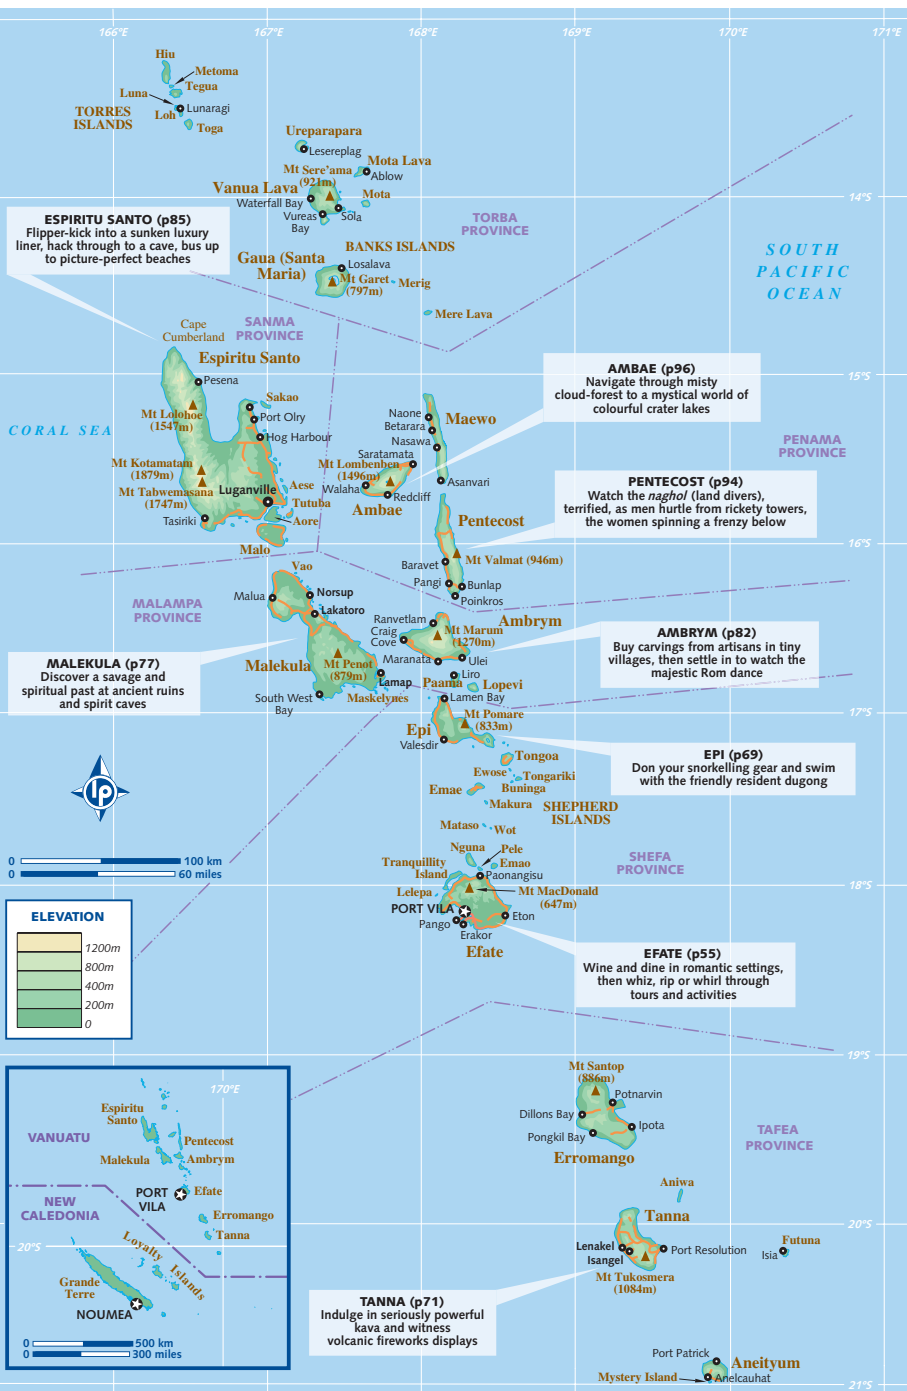 166°E
167°E
168°E
169°E
170°E
171°E
Hiu
Metoma
Tegua
Luna
Loh
Lunaragi
TORRES
ISLANDS
Toga
Ureparapara
Lesereplag
Mt Sere'ama
(921m)
Mota Lava
Ablow
Vanua Lava
Waterfall Bay
Mota
Vureas
Bay
Sola
14°S
TORBA
PROVINCE
ESPIRITU SANTO (p85)
Flipper-kick into a sunken luxury
liner, hack through to a cave, bus up
to picture-perfect beaches
BANKS ISLANDS
Gaua (Santa
Maria)
Losalava
Mt Garet
(797m)
Merig
SOUTH
PACIFIC
OCEAN
Mere Lava
SANMA
PROVINCE
Cape
Cumberland
Espiritu Santo
Pesena
15°S
AMBAE (p96)
Navigate through misty
cloud-forest to a mystical world of
colourful crater lakes
Sakao
Port Olry
Mt Lolohoe
(1547m)
Hog Harbour
CORAL SEA
Naone
Betarara
Maewo
Nasawa
Saratamata
PENAMA
PROVINCE
Mt Kotamatam
(1879m)
Mt Tabwemasana
(1747m)
Luganville
Aese
Tutuba
Aore
Tasiriki
Malo
Mt Lombenben
(1496m)
Walaha
Redcliff
Ambae
Asanvari
PENTECOST (p94)
Watch the naghol (land divers),
terrified, as men hurtle from rickety towers,
the women spinning a frenzy below
Pentecost
16°S
Mt Valmat (946m)
Baravet
Pangi
Bunlap
Poinkros
Vao
Malua
Norsup
Lakatoro
MALAMPA
PROVINCE
Ranvetlam
Ambrym
Craig
Cove
Mt Marum
(1270m)
Maranata
Ulei
AMBRYM (p82)
Buy carvings from artisans in tiny
villages, then settle in to watch the
majestic Rom dance
MALEKULA (p77)
Discover a savage and
spiritual past at ancient ruins
and spirit caves
Malekula
Mt Penot
(879m)
Lamap
Maskelynes
South West
Bay
Liro
Paama
Lopevi
Lamen Bay
17°S
Mt Pomare
(833m)
Epi
Valesdir
EPI (p69)
Don your snorkelling gear and swim
with the friendly resident dugong
Tongoa
Ewose
Tongariki
Buninga
Emae
Makura
SHEPHERD
ISLANDS
Mataso
Wot
lp
0
100 km
0
60 miles
Nguna
Pele
Tranquillity
Island
Emao
Paonangisu
SHEFA
PROVINCE
18°S
Lelepa
Mt MacDonald
(647m)
PORT VILA
Eton
Pango
Erakor
Efate
EFATE (p55)
Wine and dine in romantic settings,
then whiz, rip or whirl through
tours and activities
ELEVATION
1200m
800m
400m
200m
0
19°S
Mt Santop
(886m)
Potnarvin
Dillons Bay
Ipota
Pongkil Bay
Erromango
TAFEA
PROVINCE
Aniwa
Tanna
20°S
Lenakel
Isangel
Port Resolution
Futuna
Isia
Mt Tukosmera
(1084m)
TANNA (p71)
Indulge in seriously powerful
kava and witness
volcanic fireworks displays
Port Patrick
Aneityum
Mystery Island
Anelcauhat
21°S
170°E
Espiritu
Santo
VANUATU
Pentecost
Malekula
Ambrym
PORT
VILA
Efate
NEW
CALEDONIA
Erromango
Tanna
20°S
Loyalty
Islands
Grande
Terre
NOUMEA
0
500 km
0
300 miles